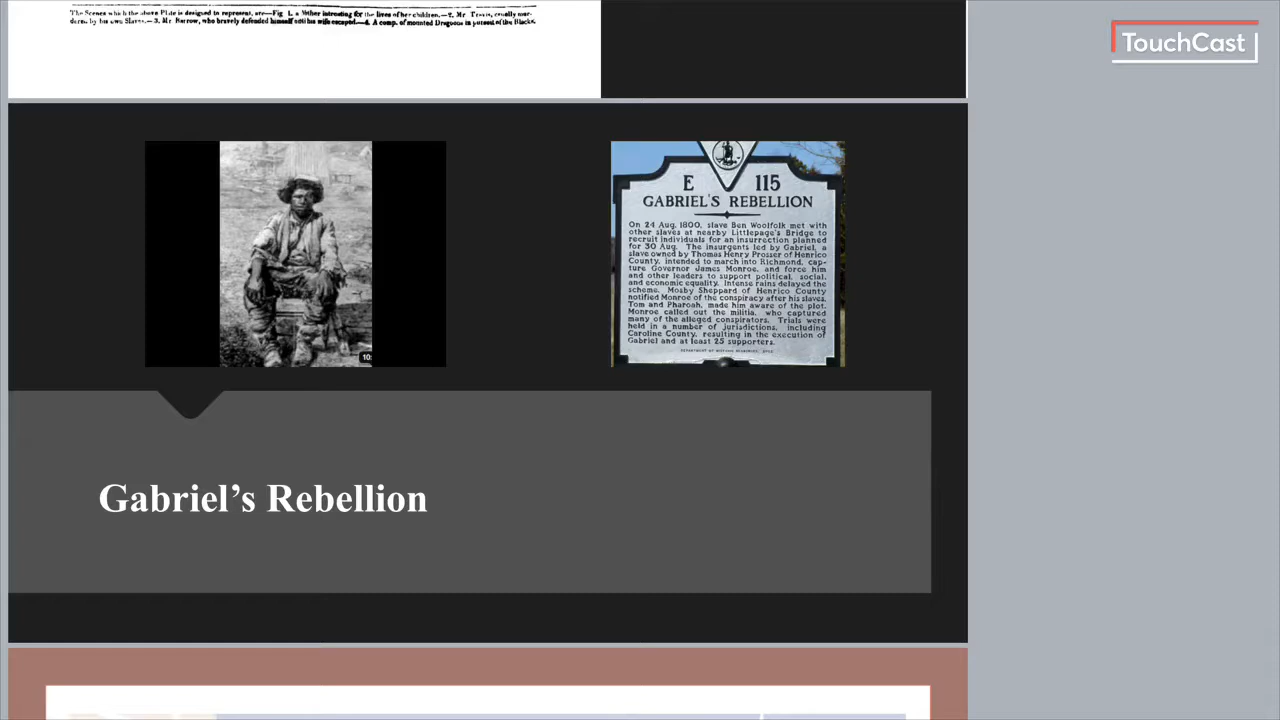 The Scenes which the above Plate is designed to represent, are—Fig 1. a Mother intreating for the lives of her children.—2. Mr. Travis, cruelly mur-
dered by his own Slaves.—3. Mr. Barrow, who bravely defended himself until his wife escaped.—4. A comp. of mounted Dragoons in pursuit of the Blacks.
TouchCast
E 115
GABRIEL'S REBELLION
On 24 Aug. 1800, slave Ben Woolfolk met with
other slaves at nearby Littlepage's Bridge to
recruit individuals for an insurrection planned
for 30 Aug. The insurgents led by Gabriel, a
slave owned by Thomas Henry Prosser of Henrico
County, intended to march into Richmond, cap-
ture Governor James Monroe, and force him
and other leaders to support political, social,
and economic equality. Intense rains delayed the
scheme. Mosby Sheppard of Henrico County
notified Monroe of the conspiracy after his slaves,
Tom and Pharoah, made him aware of the plot.
Monroe called out the militia, who captured
many of the alleged conspirators. Trials were
held in a number of jurisdictions, including
Caroline County, resulting in the execution of
Gabriel and at least 25 supporters.
DEPARTMENT OF HISTORIC RESOURCES,
10:
Gabriel’s Rebellion